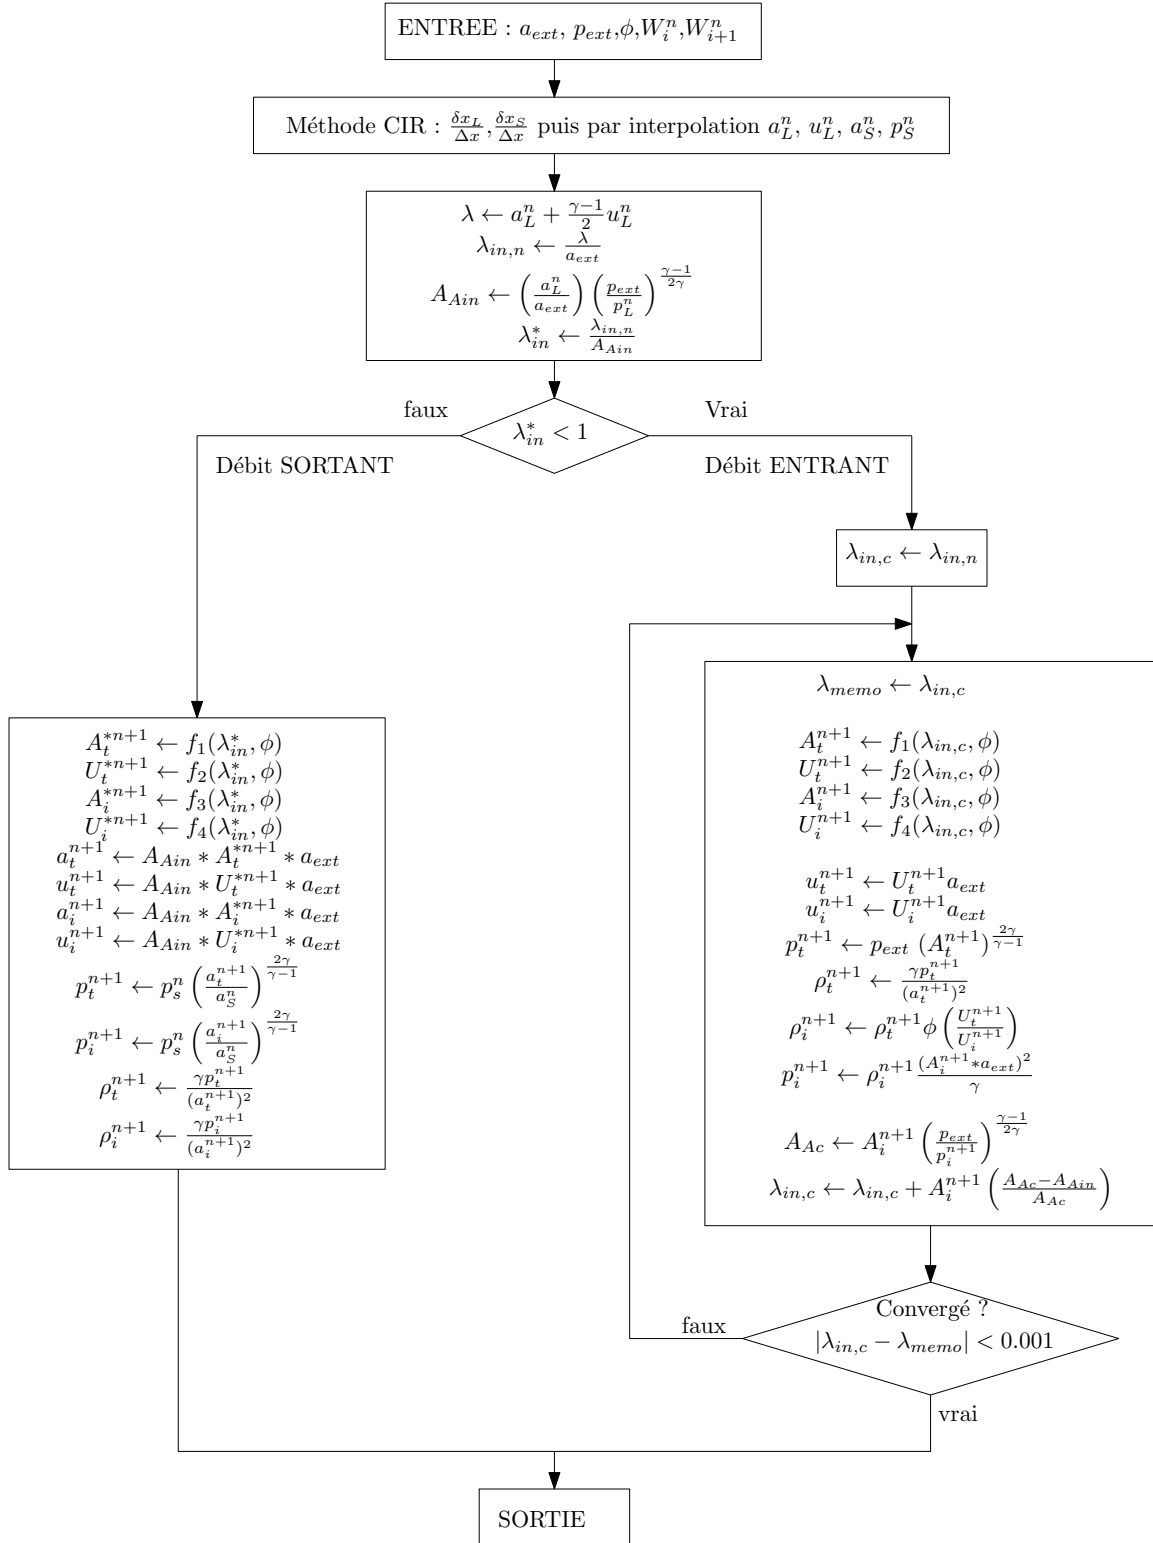 ENTREE : $a_{ext}$, $p_{ext}$,$\phi$,$W_i^n$,$W_{i+1}^n$
Méthode CIR : $\frac{\delta x_L}{\Delta x}$,$\frac{\delta x_S}{\Delta x}$ puis par interpolation $a_L^n$, $u_L^n$, $a_S^n$, $p_S^n$
$\lambda \leftarrow a_L^n + \frac{\gamma-1}{2} u_L^n$
$\lambda_{in,n} \leftarrow \frac{\lambda}{a_{ext}}$
$A_{Ain} \leftarrow \left(\frac{a_L^n}{a_{ext}}\right) \left(\frac{p_{ext}}{p_L^n}\right)^{\frac{\gamma-1}{2\gamma}}$
$\lambda_{in}^* \leftarrow \frac{\lambda_{in,n}}{A_{Ain}}$
faux
Vrai
$\lambda_{in}^* < 1$
Débit SORTANT
Débit ENTRANT
$\lambda_{in,c} \leftarrow \lambda_{in,n}$
$A_t^{*n+1} \leftarrow f_1(\lambda_{in}^*, \phi)$
$U_t^{*n+1} \leftarrow f_2(\lambda_{in}^*, \phi)$
$A_i^{*n+1} \leftarrow f_3(\lambda_{in}^*, \phi)$
$U_i^{*n+1} \leftarrow f_4(\lambda_{in}^*, \phi)$
$a_t^{n+1} \leftarrow A_{Ain} * A_t^{*n+1} * a_{ext}$
$u_t^{n+1} \leftarrow A_{Ain} * U_t^{*n+1} * a_{ext}$
$a_i^{n+1} \leftarrow A_{Ain} * A_i^{*n+1} * a_{ext}$
$u_i^{n+1} \leftarrow A_{Ain} * U_i^{*n+1} * a_{ext}$
$p_t^{n+1} \leftarrow p_s^n \left(\frac{a_t^{n+1}}{a_S^n}\right)^{\frac{2\gamma}{\gamma-1}}$
$p_i^{n+1} \leftarrow p_s^n \left(\frac{a_i^{n+1}}{a_S^n}\right)^{\frac{2\gamma}{\gamma-1}}$
$\rho_t^{n+1} \leftarrow \frac{\gamma p_t^{n+1}}{(a_t^{n+1})^2}$
$\rho_i^{n+1} \leftarrow \frac{\gamma p_i^{n+1}}{(a_i^{n+1})^2}$
$\lambda_{memo} \leftarrow \lambda_{in,c}$
$A_t^{n+1} \leftarrow f_1(\lambda_{in,c}, \phi)$
$U_t^{n+1} \leftarrow f_2(\lambda_{in,c}, \phi)$
$A_i^{n+1} \leftarrow f_3(\lambda_{in,c}, \phi)$
$U_i^{n+1} \leftarrow f_4(\lambda_{in,c}, \phi)$
$u_t^{n+1} \leftarrow U_t^{n+1} a_{ext}$
$u_i^{n+1} \leftarrow U_i^{n+1} a_{ext}$
$p_t^{n+1} \leftarrow p_{ext} \, (A_t^{n+1})^{\frac{2\gamma}{\gamma-1}}$
$\rho_t^{n+1} \leftarrow \frac{\gamma p_t^{n+1}}{(a_t^{n+1})^2}$
$\rho_i^{n+1} \leftarrow \rho_t^{n+1} \phi \left(\frac{U_t^{n+1}}{U_i^{n+1}}\right)$
$p_i^{n+1} \leftarrow \rho_i^{n+1} \frac{(A_i^{n+1} * a_{ext})^2}{\gamma}$
$A_{Ac} \leftarrow A_i^{n+1} \left(\frac{p_{ext}}{p_i^{n+1}}\right)^{\frac{\gamma-1}{2\gamma}}$
$\lambda_{in,c} \leftarrow \lambda_{in,c} + A_i^{n+1} \left(\frac{A_{Ac} - A_{Ain}}{A_{Ac}}\right)$
Convergé ?
faux
$|\lambda_{in,c} - \lambda_{memo}| < 0.001$
vrai
SORTIE